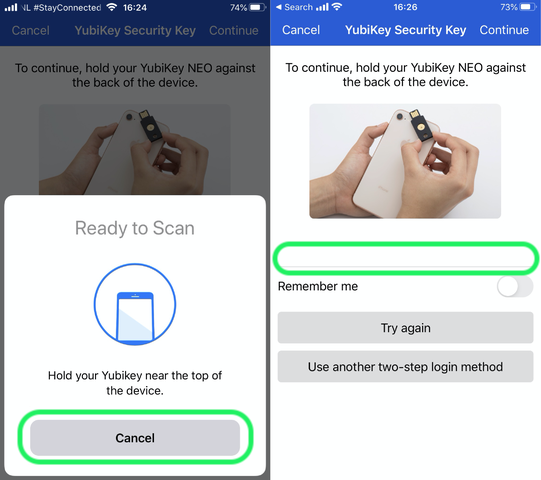 NL #StayConnected 16:24 74%
Cancel YubiKey Security Key Continue
To continue, hold your YubiKey NEO against
the back of the device.
Ready to Scan
Hold your Yubikey near the top of
the device.
Cancel
Search 16:26 73%
Cancel YubiKey Security Key Continue
To continue, hold your YubiKey NEO against
the back of the device.
Remember me
Try again
Use another two-step login method